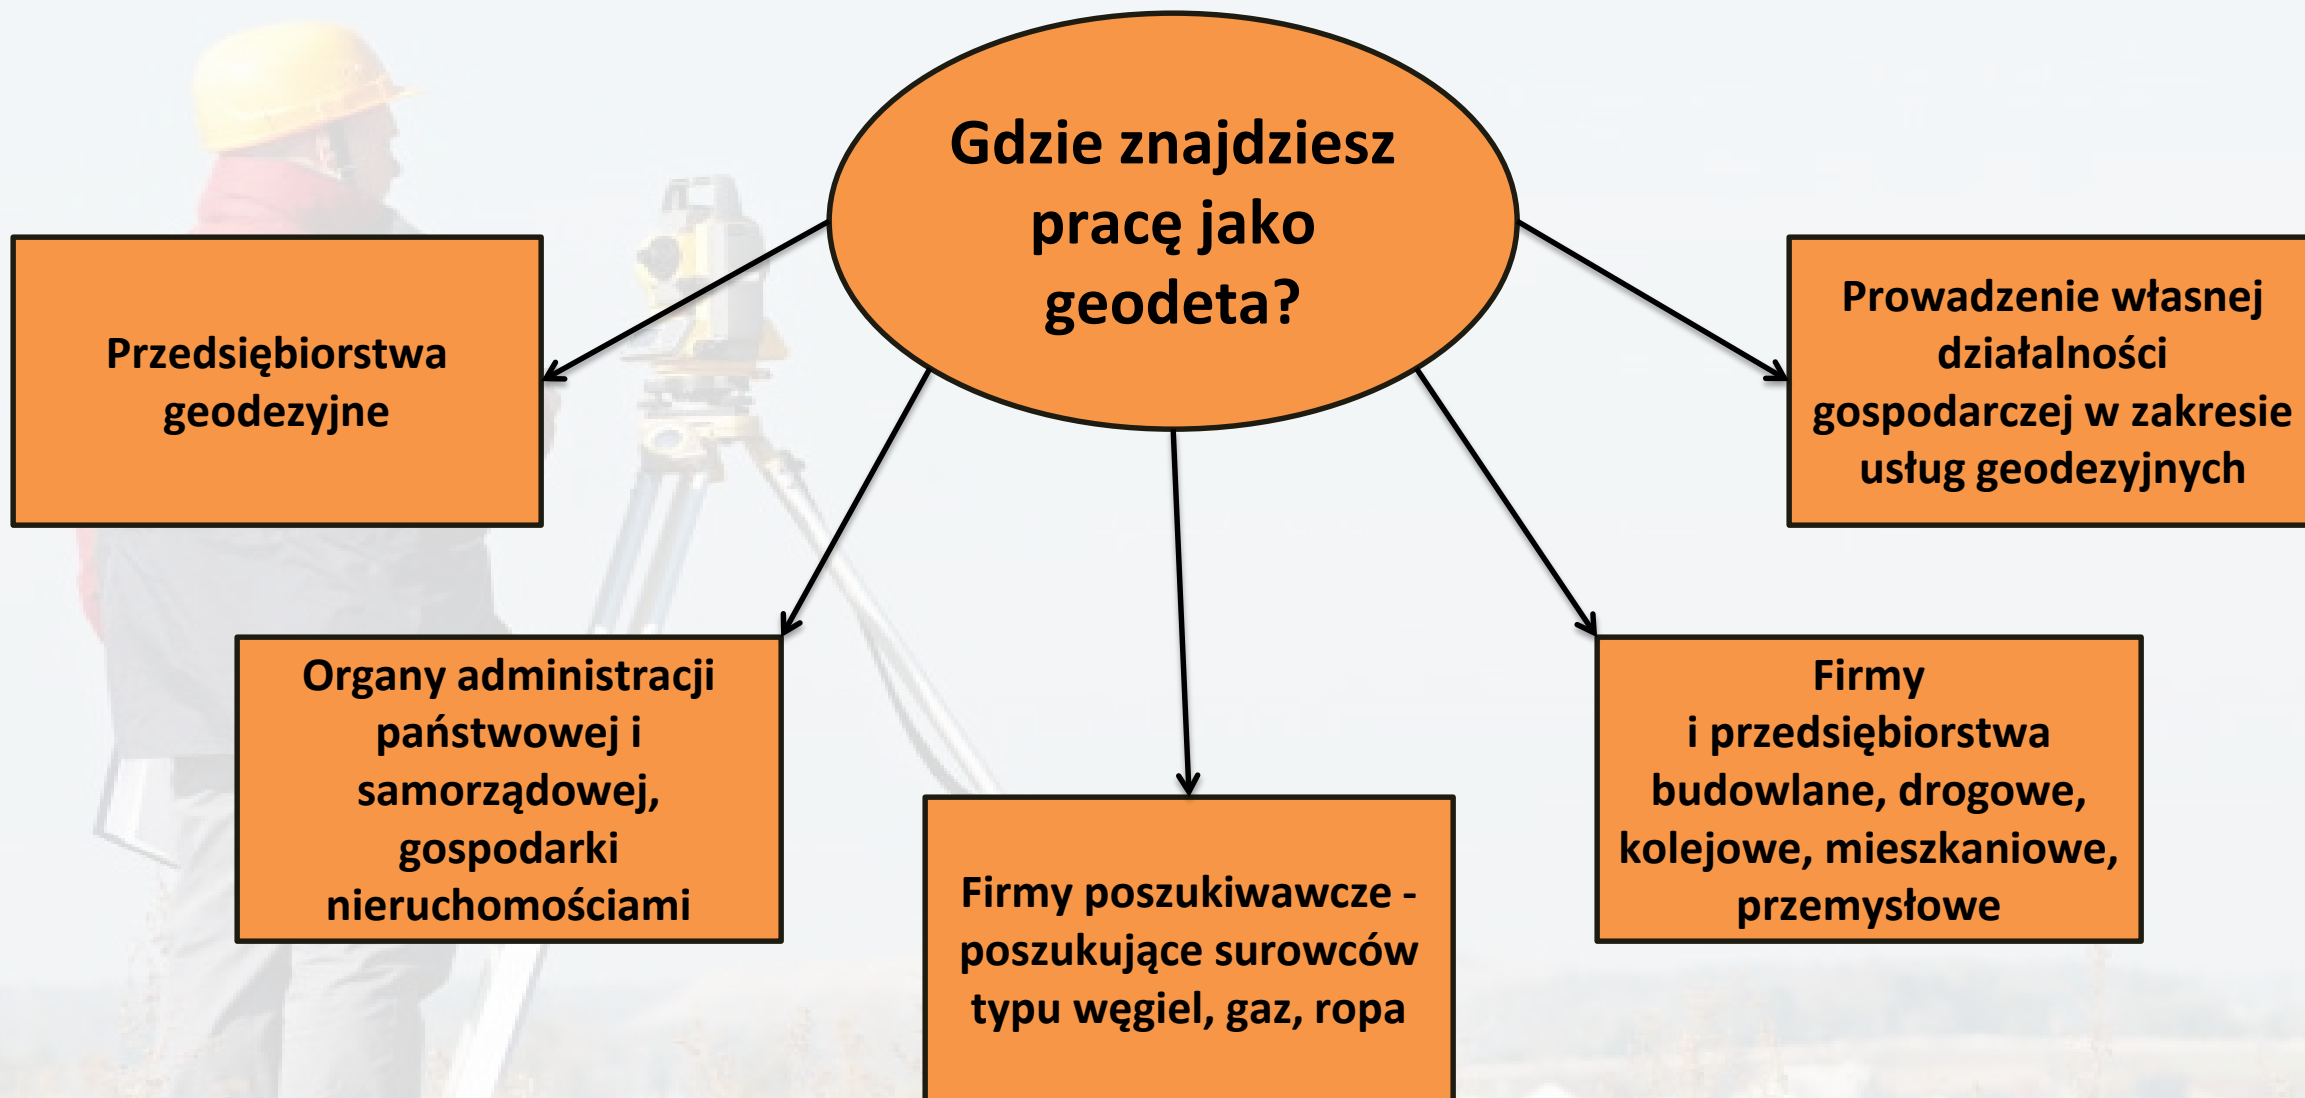 Gdzie znajdziesz
pracę jako
geodeta?
Przedsiębiorstwa
geodezyjne
Organy administracji
państwowej i
samorządowej,
gospodarki
nieruchomościami
Firmy poszukiwawcze -
poszukujące surowców
typu węgiel, gaz, ropa
Firmy
i przedsiębiorstwa
budowlane, drogowe,
kolejowe, mieszkaniowe,
przemysłowe
Prowadzenie własnej
działalności
gospodarczej w zakresie
usług geodezyjnych